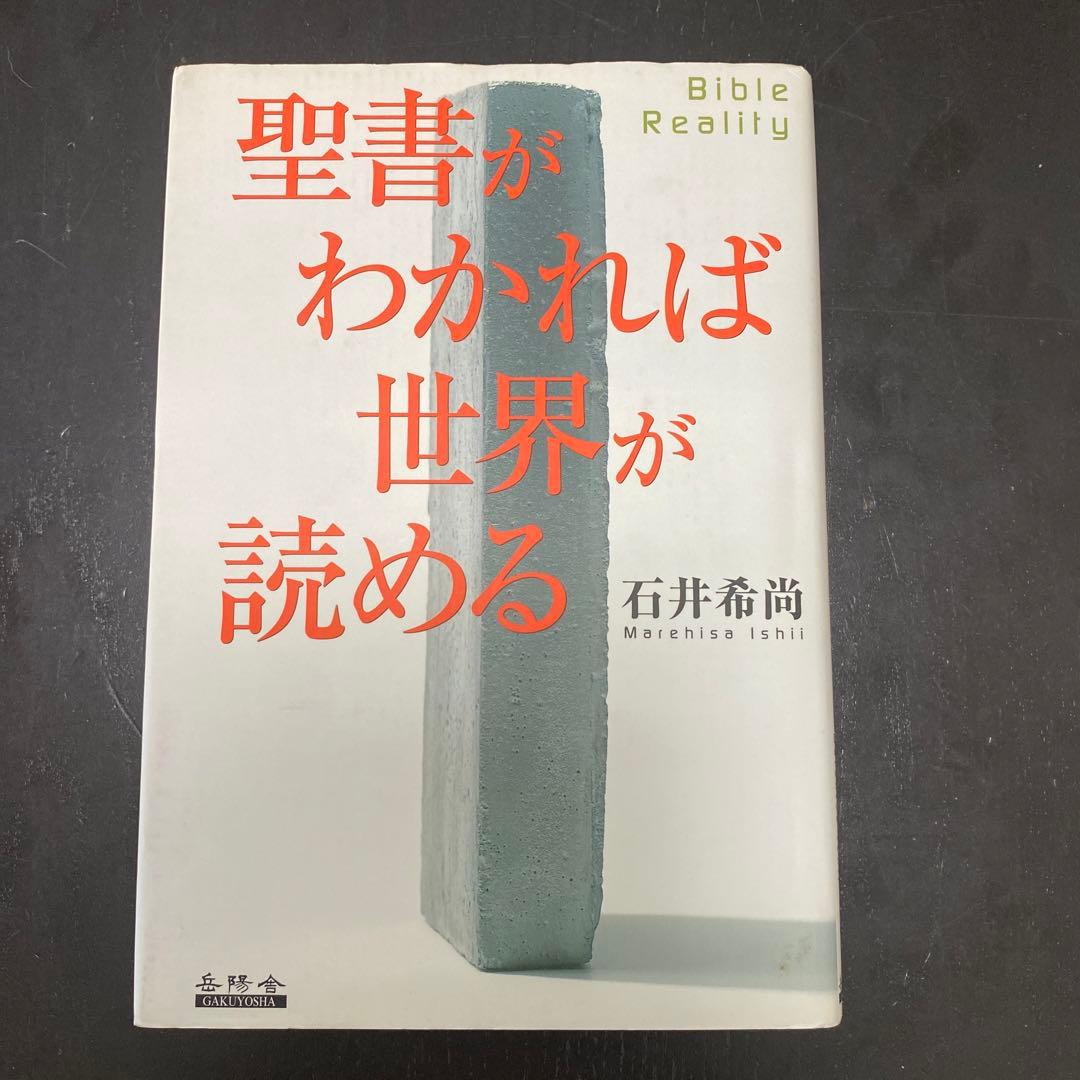 Bible
Reality
聖書が
わかれば
世界が
読める
石井希尚
Marehisa Ishii
岳陽舎
GAKUYOSHA